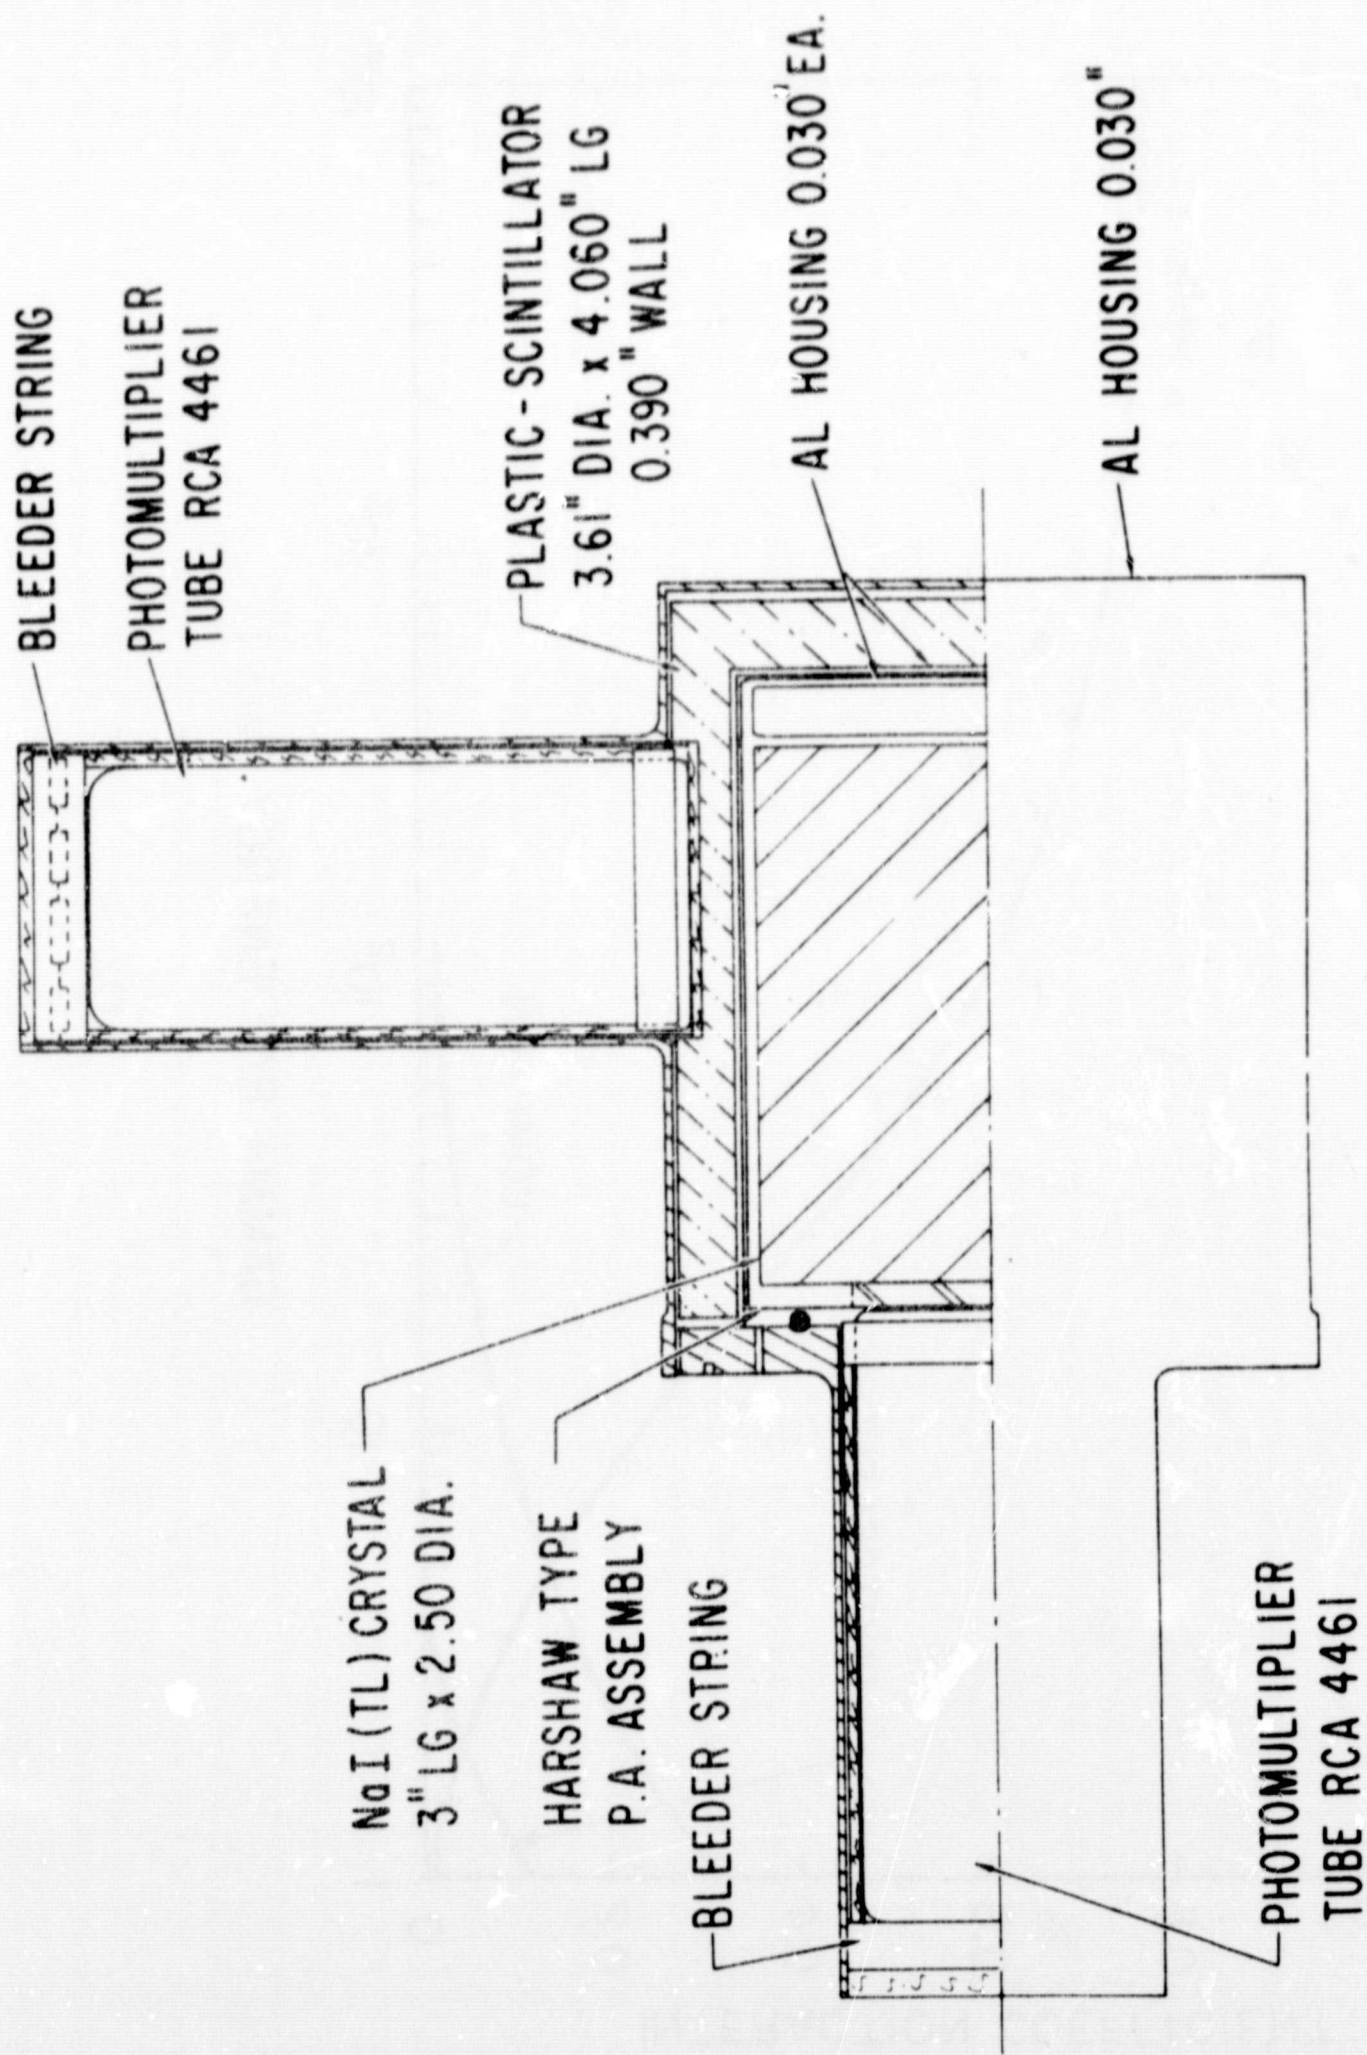 BLEEDER STRING
PHOTOMULTIPLIER
TUBE RCA 4461
PLASTIC-SCINTILLATOR
3.61" DIA. x 4.060" LG
0.390" WALL
AL HOUSING 0.030" EA.
AL HOUSING 0.030"
NaI (TL) CRYSTAL
3" LG x 2.50 DIA.
HARSHAW TYPE
P.A. ASSEMBLY
BLEEDER STRING
PHOTOMULTIPLIER
TUBE RCA 4461